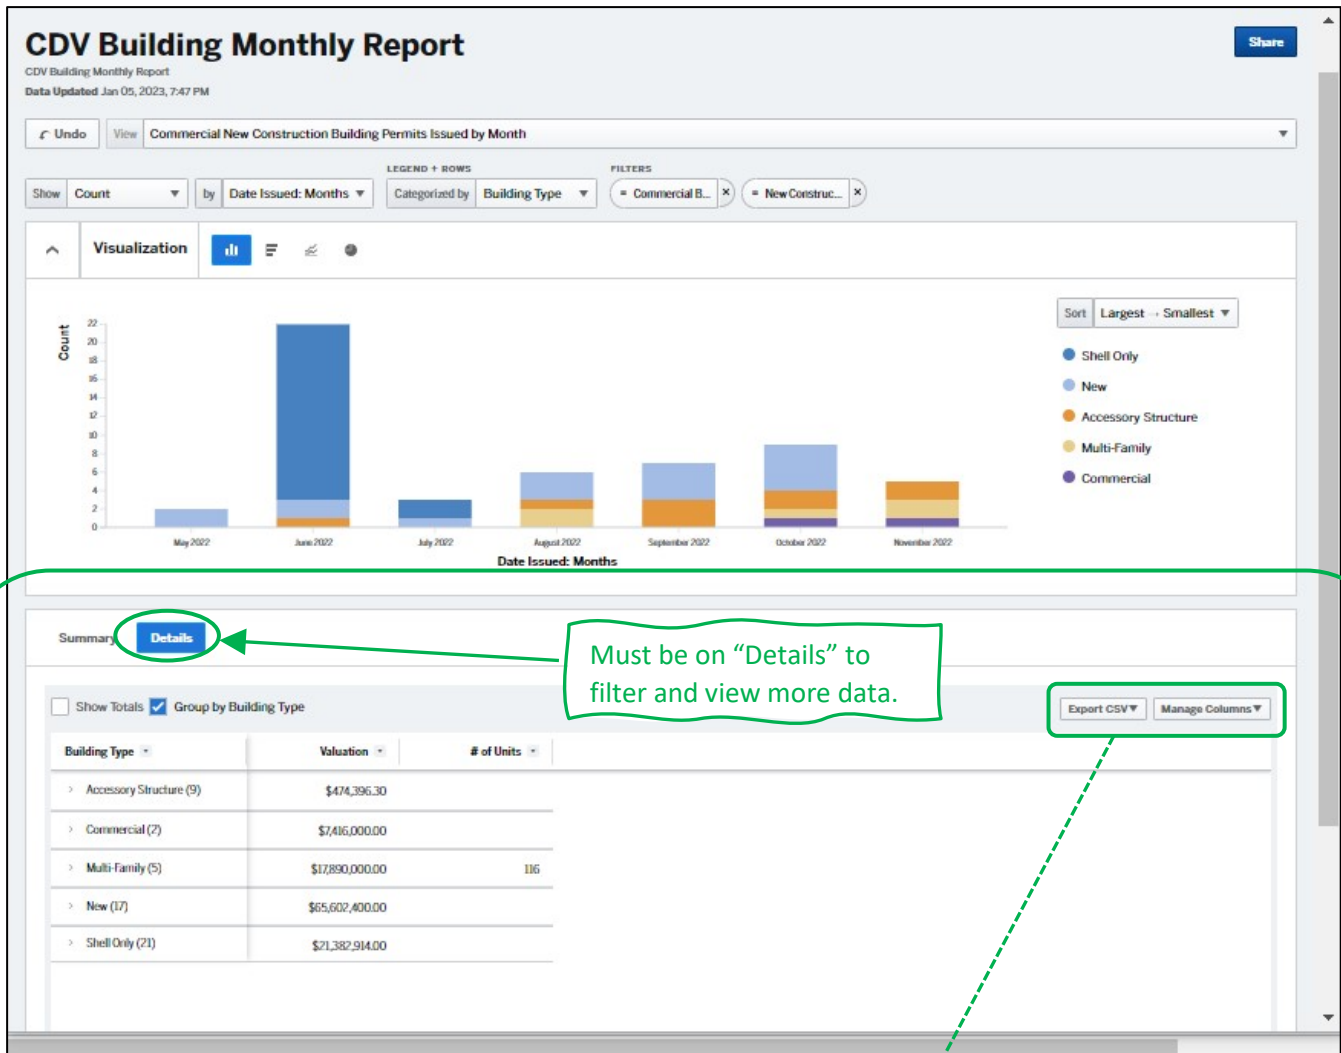 CDV Building Monthly Report
Share
CDV Building Monthly Report
Data Updated Jan 05, 2023, 7:47 PM
Undo
View Commercial New Construction Building Permits Issued by Month
LEGEND + ROWS
FILTERS
Show Count by Date Issued: Months Categorized by Building Type = Commercial B... × = New Construc... ×
Visualization
Sort Largest → Smallest
Count
22
20
18
16
14
12
10
8
6
4
2
0
Shell Only
New
Accessory Structure
Multi-Family
Commercial
May 2022 June 2022 July 2022 August 2022 September 2022 October 2022 November 2022
Date Issued: Months
Summary Details
Must be on “Details” to
filter and view more data.
Show Totals Group by Building Type
Export CSV Manage Columns
Building Type Valuation # of Units
Accessory Structure (9) $474,396.30
Commercial (2) $7,416,000.00
Multi-Family (5) $17,890,000.00 116
New (17) $65,602,400.00
Shell Only (21) $21,382,914.00